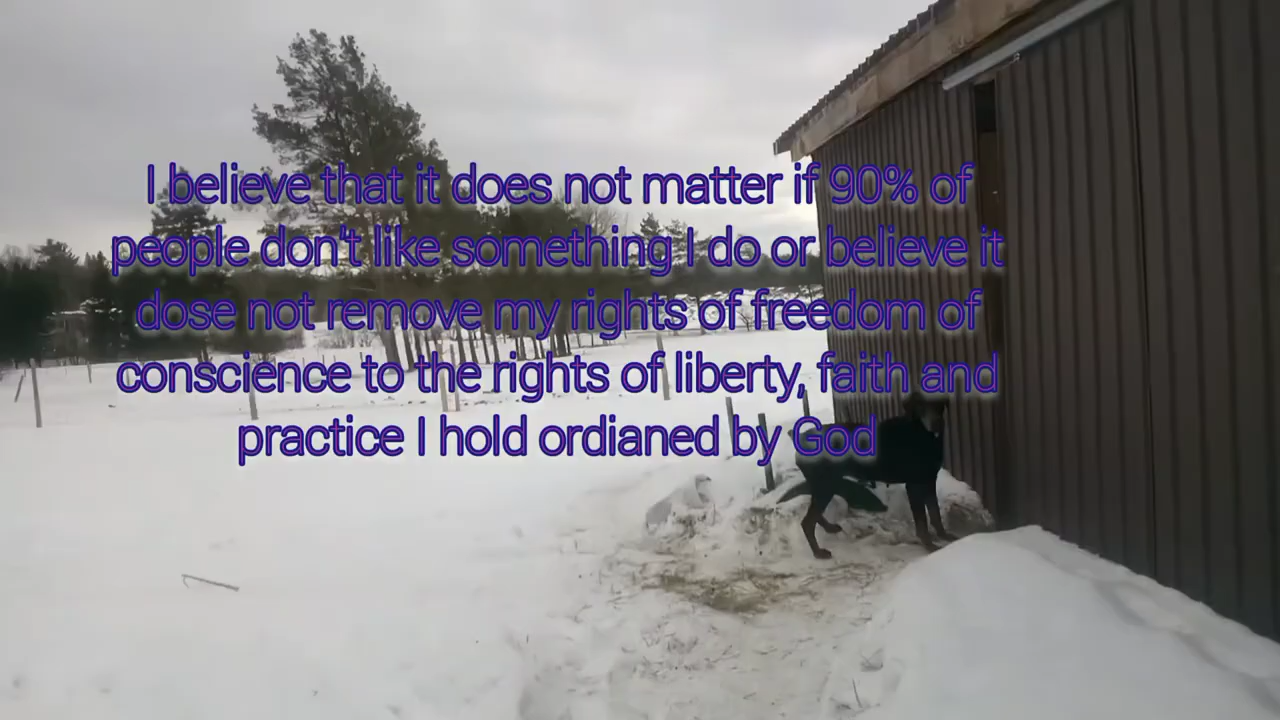 I believe that it does not matter if 90% of
people don't like something I do or believe it
dose not remove my rights of freedom of
conscience to the rights of liberty, faith and
practice I hold ordianed by God